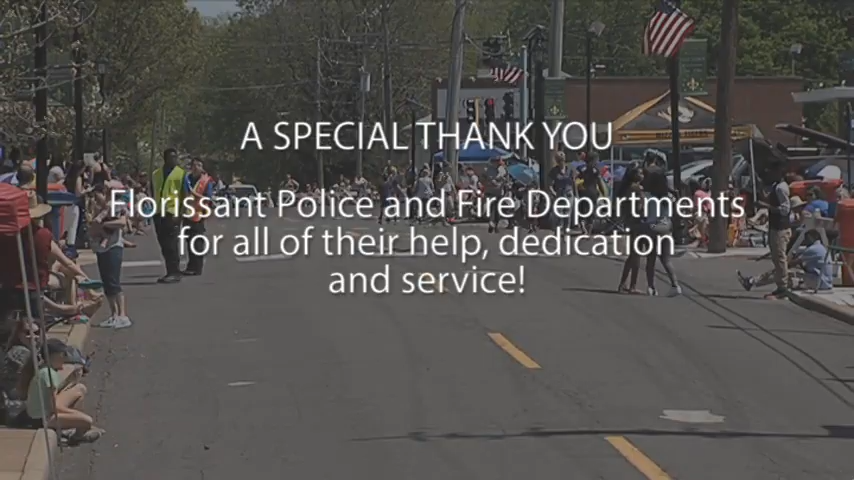 A SPECIAL THANK YOU
Florissant Police and Fire Departments
for all of their help, dedication
and service!